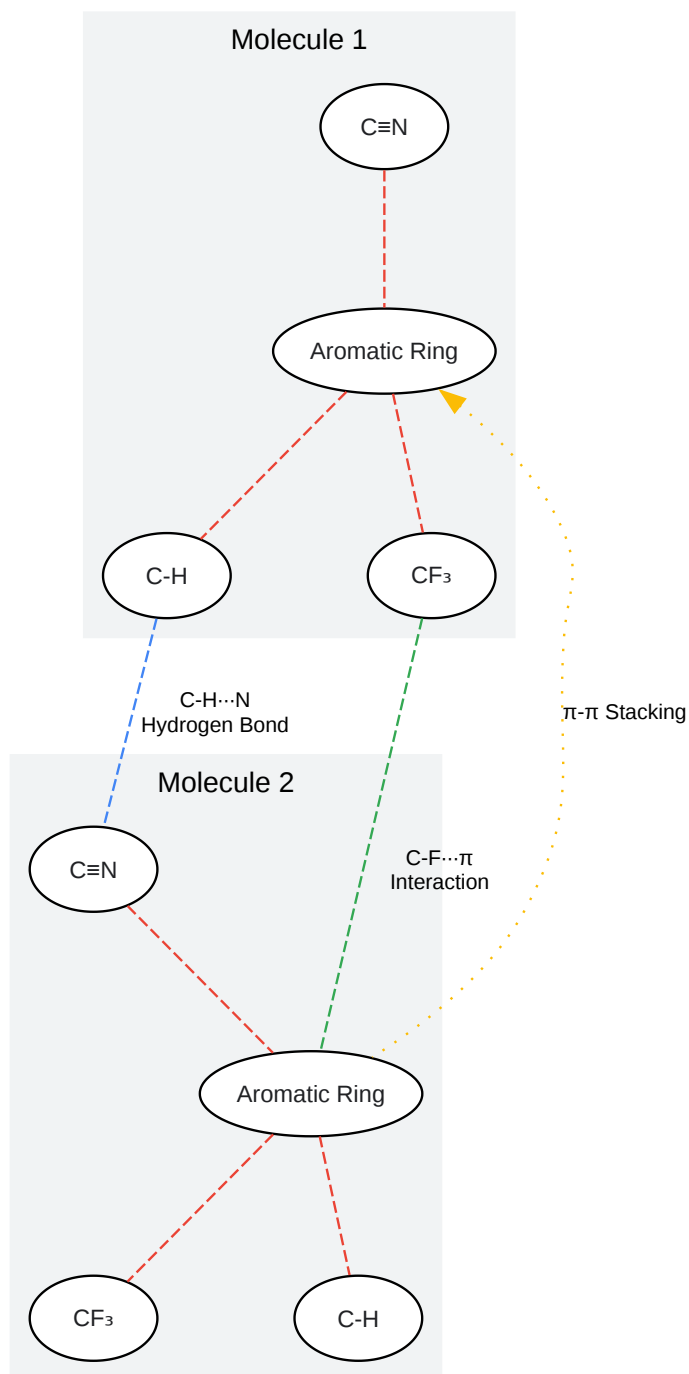 Molecule 1
C≡N
Aromatic Ring
C-H
CF₃
C-H···N
Hydrogen Bond
π-π Stacking
Molecule 2
C≡N
C-F···π
Interaction
Aromatic Ring
CF₃
C-H